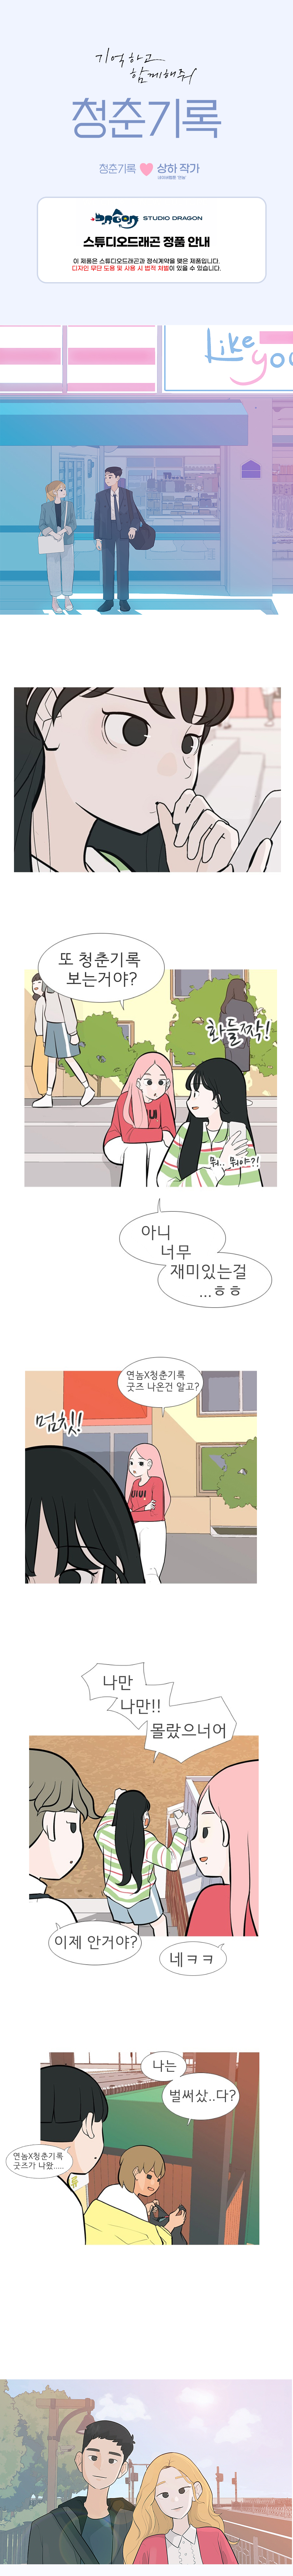 기억하고
함께해줘
청춘기록
청춘기록 상하 작가
STUDIO DRAGON
스튜디오드래곤 정품 안내
이 제품은 스튜디오드래곤과 정식계약을 맺은 제품입니다.
디자인 무단 도용 및 사용 시 법적 처벌이 있을 수 있습니다.
Like
you
또 청춘기록
보는거야?
화들짝!
뭐.. 뭐야?!
아니
너무
재미있는걸
...ㅎㅎ
연놈X청춘기록
굿즈 나온건 알고?
멈칫!
나만
나만!!
몰랐으너어
이제 안거야?
네ㅋㅋ
나는
벌써샀..다?
연놈X청춘기록
굿즈가 나왔.....